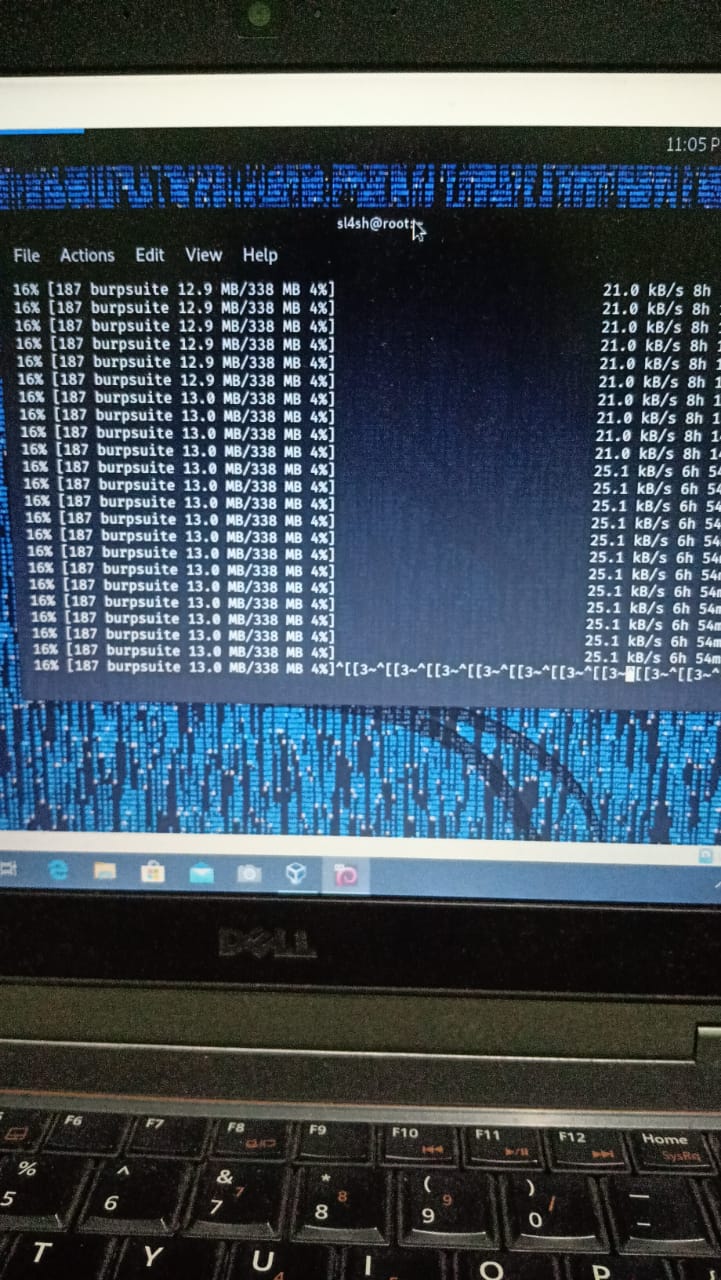 11:05 P
sl4sh@root:~
File Actions Edit View Help
16% [187 burpsuite 12.9 MB/338 MB 4%] 21.0 kB/s 8h
16% [187 burpsuite 12.9 MB/338 MB 4%] 21.0 kB/s 8h
16% [187 burpsuite 12.9 MB/338 MB 4%] 21.0 kB/s 8h
16% [187 burpsuite 12.9 MB/338 MB 4%] 21.0 kB/s 8h 1
16% [187 burpsuite 12.9 MB/338 MB 4%] 21.0 kB/s 8h 1
16% [187 burpsuite 12.9 MB/338 MB 4%] 21.0 kB/s 8h 1
16% [187 burpsuite 13.0 MB/338 MB 4%] 21.0 kB/s 8h 1
16% [187 burpsuite 13.0 MB/338 MB 4%] 21.0 kB/s 8h 1
16% [187 burpsuite 13.0 MB/338 MB 4%] 21.0 kB/s 8h 14
16% [187 burpsuite 13.0 MB/338 MB 4%] 21.0 kB/s 8h 14
16% [187 burpsuite 13.0 MB/338 MB 4%] 25.1 kB/s 6h 54
16% [187 burpsuite 13.0 MB/338 MB 4%] 25.1 kB/s 6h 54
16% [187 burpsuite 13.0 MB/338 MB 4%] 25.1 kB/s 6h 54
16% [187 burpsuite 13.0 MB/338 MB 4%] 25.1 kB/s 6h 54
16% [187 burpsuite 13.0 MB/338 MB 4%] 25.1 kB/s 6h 54
16% [187 burpsuite 13.0 MB/338 MB 4%] 25.1 kB/s 6h 54
16% [187 burpsuite 13.0 MB/338 MB 4%] 25.1 kB/s 6h 54m
16% [187 burpsuite 13.0 MB/338 MB 4%] 25.1 kB/s 6h 54m
16% [187 burpsuite 13.0 MB/338 MB 4%] 25.1 kB/s 6h 54m
16% [187 burpsuite 13.0 MB/338 MB 4%] 25.1 kB/s 6h 54m
16% [187 burpsuite 13.0 MB/338 MB 4%] 25.1 kB/s 6h 54m
16% [187 burpsuite 13.0 MB/338 MB 4%]^[[3~^[[3~^[[3~^[[3~^[[3~^[[3~^[[3~[[3~^[[3~^
DELL
F6 F7 F8 F9 F10 F11 F12 Home
SysRq
% ^ & * ( ) _
7 8 9 /
5 6 7 8 9 0 -
T Y U I O P
4 5